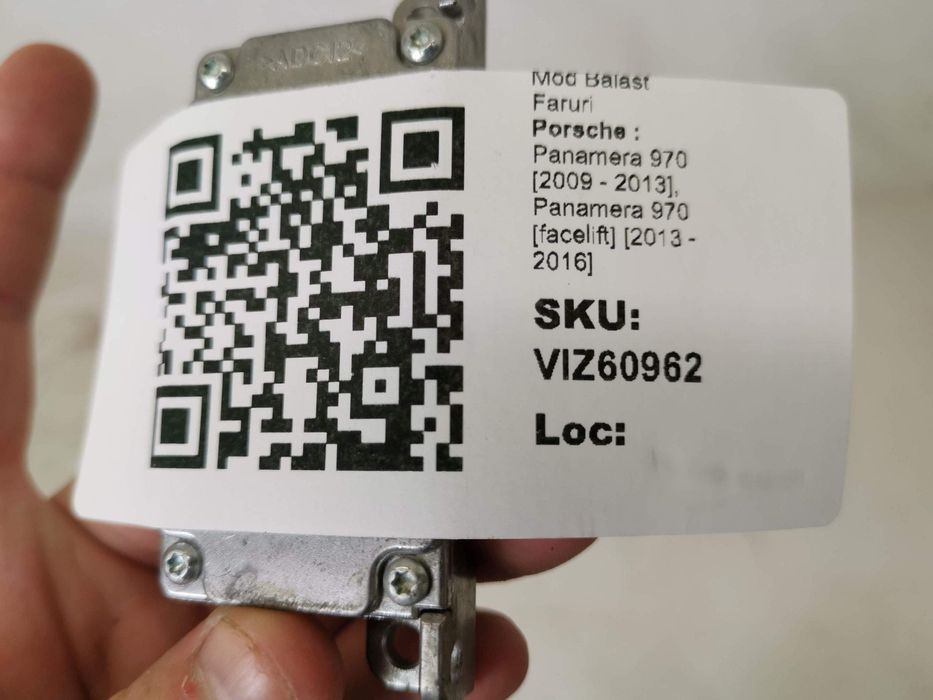 Mod Balast
Faruri
Porsche :
Panamera 970
[2009 - 2013],
Panamera 970
[facelift] [2013 -
2016]
SKU:
VIZ60962
Loc: